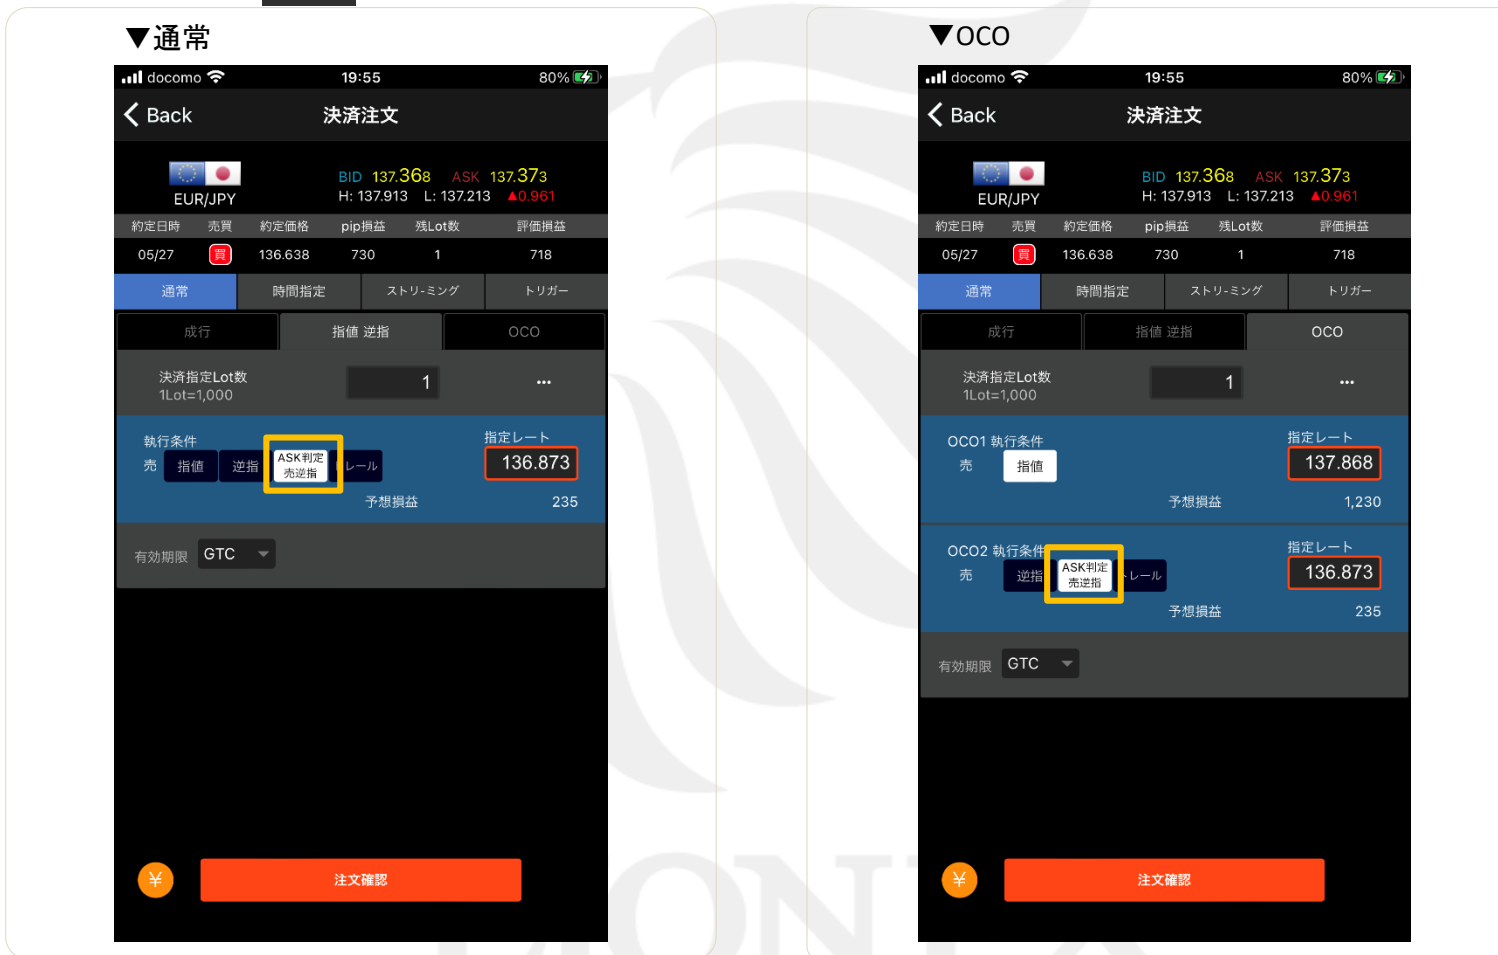 ▼通常
docomo 19:55 80%
Back 決済注文
EUR/JPY
BID 137.368 ASK 137.373
H: 137.913 L: 137.213 ▲0.961
約定日時 売買 約定価格 pip損益 残Lot数 評価損益
05/27 買 136.638 730 1 718
通常 時間指定 ストリ-ミング トリガー
成行 指値 逆指 OCO
決済指定Lot数 1 •••
1Lot=1,000
執行条件 指定レート
売 指値 逆指 ASK判定 売逆指 トレール 136.873
予想損益 235
有効期限 GTC
¥ 注文確認
▼OCO
docomo 19:55 80%
Back 決済注文
EUR/JPY
BID 137.368 ASK 137.373
H: 137.913 L: 137.213 ▲0.961
約定日時 売買 約定価格 pip損益 残Lot数 評価損益
05/27 買 136.638 730 1 718
通常 時間指定 ストリ-ミング トリガー
成行 指値 逆指 OCO
決済指定Lot数 1 •••
1Lot=1,000
OCO1 執行条件 指定レート
売 指値 137.868
予想損益 1,230
OCO2 執行条件 指定レート
売 逆指 ASK判定 売逆指 トレール 136.873
予想損益 235
有効期限 GTC
¥ 注文確認